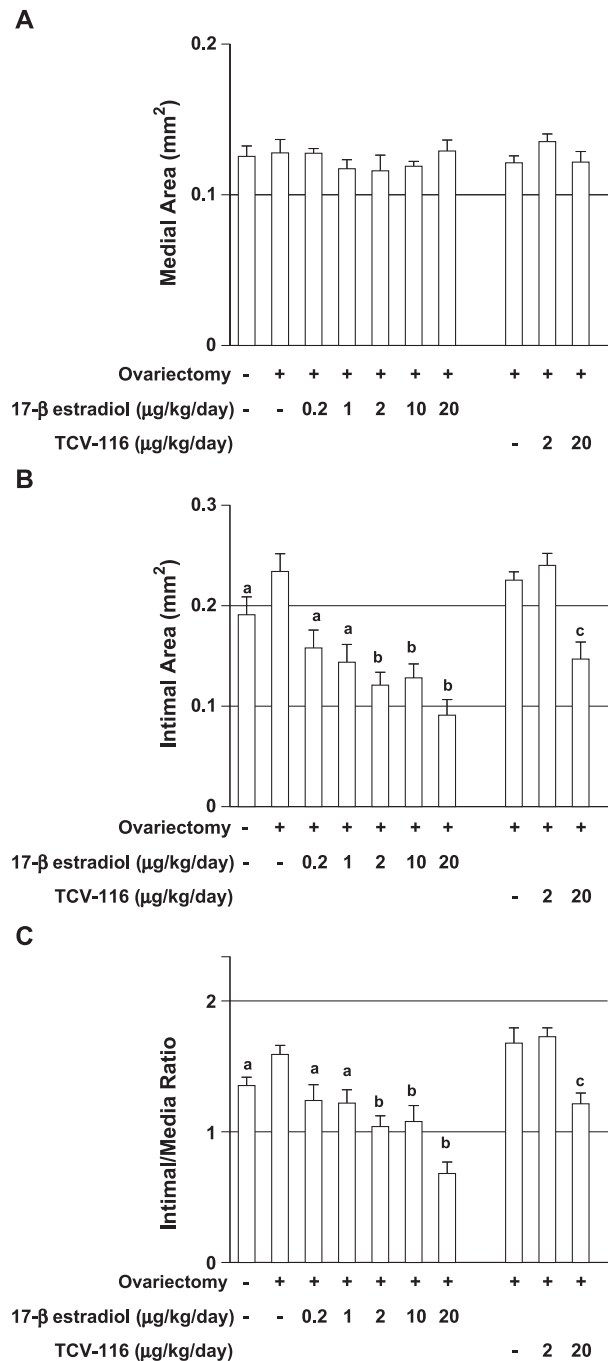 A
0.2
0.1
0
Medial Area (mm²)
Ovariectomy - + + + + + + + + +
17-β estradiol (μg/kg/day) - - 0.2 1 2 10 20
TCV-116 (μg/kg/day) - 2 20
B
0.3
0.2
0.1
0
Intimal Area (mm²)
a a a b b b c
Ovariectomy - + + + + + + + + +
17-β estradiol (μg/kg/day) - - 0.2 1 2 10 20
TCV-116 (μg/kg/day) - 2 20
C
2
1
0
Intimal/Media Ratio
a a a b b b c
Ovariectomy - + + + + + + + + +
17-β estradiol (μg/kg/day) - - 0.2 1 2 10 20
TCV-116 (μg/kg/day) - 2 20